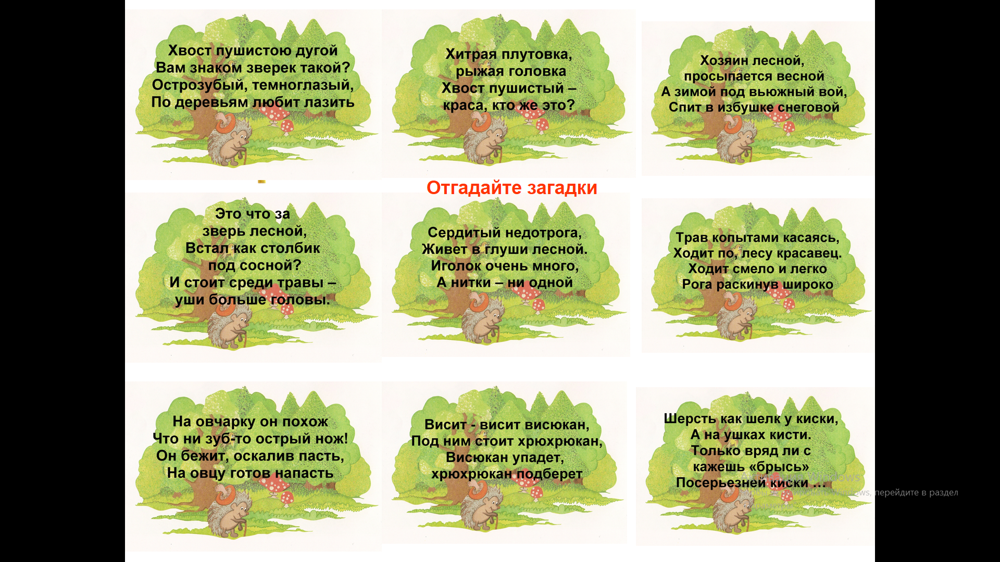 Хвост пушистою дугой
Вам знаком зверек такой?
Острозубый, темноглазый,
По деревьям любит лазить
Хитрая плутовка,
рыжая головка
Хвост пушистый –
краса, кто же это?
Хозяин лесной,
просыпается весной
А зимой под вьюжный вой,
Спит в избушке снеговой
Отгадайте загадки
Это что за
зверь лесной,
Встал как столбик
под сосной?
И стоит среди травы –
уши больше головы.
Сердитый недотрога,
Живет в глуши лесной.
Иголок очень много,
А нитки – ни одной
Трав копытами касаясь,
Ходит по, лесу красавец.
Ходит смело и легко
Рога раскинув широко
На овчарку он похож
Что ни зуб-то острый нож!
Он бежит, оскалив пасть,
На овцу готов напасть
Висит - висит висюкан,
Под ним стоит хрюхрюкан,
Висюкан упадет,
хрюхрюкан подберет
Шерсть как шелк у киски,
А на ушках кисти.
Только вряд ли с
кажешь «брысь»
Посерьезней киски …
Активация Windows
Windows, перейдите в раздел